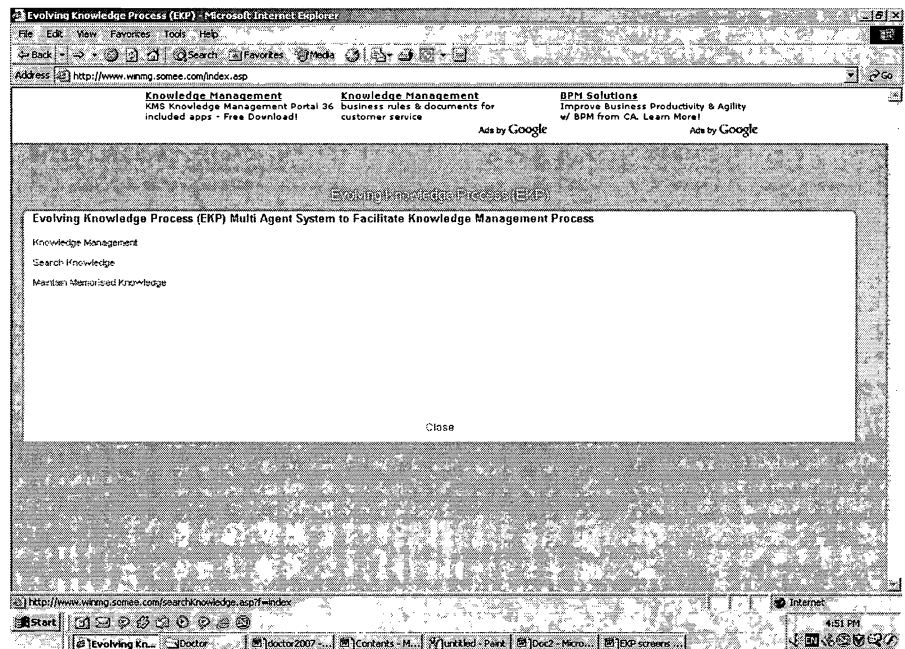 Evolving Knowledge Process (EKP) - Microsoft Internet Explorer
File Edit View Favorites Tools Help
Back Search Favorites Media
Address http://www.winmg.somee.com/index.asp Go
Knowledge Management Knowledge Management BPM Solutions
KMS Knowledge Management Portal 36 business rules & documents for Improve Business Productivity & Agility
included apps - Free Download! customer service w/ BPM from CA. Learn More!
Ads by Google Ads by Google
Evolving Knowledge Process (EKP)
Evolving Knowledge Process (EKP) Multi Agent System to Facilitate Knowledge Management Process
Knowledge Management
Search Knowledge
Maintain Memorised Knowledge
Close
http://www.winmg.somee.com/searchKnowledge.asp?f=index Internet
Start 4:51 PM
Evolving Kn... Doctor doctor2007 -... Contents - M... untitled - Paint Doc2 - Micro... EKP screens ... EN